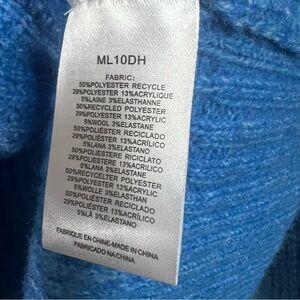 ML10DH
FABRIC:
50%POLYESTER RECYCLE
29%POLYESTER 13%ACRYLIQUE
5%LAINE 3%ELASTHANNE
50%RECYCLED POLYESTER
29%POLYESTER 13%ACRYLIC
5%WOOL 3%ELASTANE
50%POLIÉSTER RECICLADO
29%POLIÉSTER 13%ACRÍLICO
5%LANA 3%ELASTANO
50%POLIESTERE RICICLATO
29%POLIESTERE 13%ACRILICO
5%LANA 3%ELASTANO
50%RECYCELTER POLYESTER
29%POLYESTER 13%ACRYLIC
5%WOLLE 3%ELASTHAN
50%POLIÉSTER RECICLADO
29%POLIÉSTER 13%ACRÍLICO
5%LÃ 3%ELASTANO
FABRIQUE EN CHINE-MADE IN CHINA
FABRICADO NA CHINA